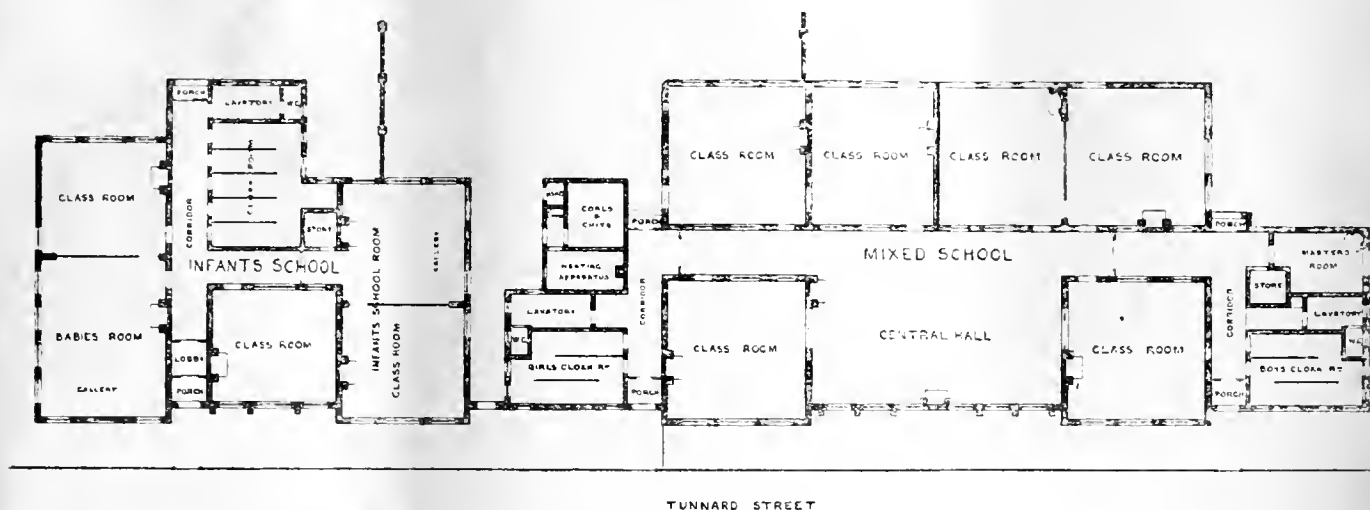 PORCH
LAVATORY
W.C.
CLOAK RM
CLASS ROOM
CORRIDOR
STORE
INFANTS SCHOOL
INFANTS SCHOOL ROOM
GALLERY
BABIES ROOM
GALLERY
LOBBY
PORCH
CLASS ROOM
CLASS ROOM
COALS
&
CHIPS
HEATING
APPARATUS
LAVATORY
W.C.
GIRLS CLOAK RM
CORRIDOR
PORCH
PORCH
CLASS ROOM
CLASS ROOM
CLASS ROOM
CLASS ROOM
MIXED SCHOOL
CENTRAL HALL
CLASS ROOM
CLASS ROOM
PORCH
MASTERS
ROOM
STORE
LAVATORY
W.C.
CORRIDOR
BOYS CLOAK RM
PORCH
TUNNARD STREET